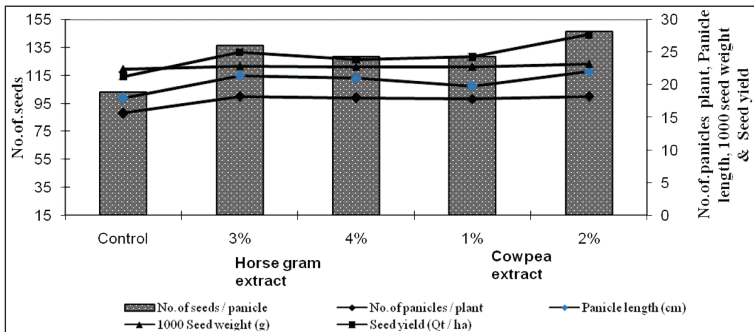 155
135
115
95
75
55
35
15
No.of.seeds
30
25
20
15
10
5
0
No.of.panicles plant, Panicle
length, 1000 seed weight
& Seed yield
Control 3% 4% 1% 2%
Horse gram
extract
Cowpea
extract
No.of seeds / panicle No.of panicles / plant Panicle length (cm)
1000 Seed weight (g) Seed yield (Qt / ha)